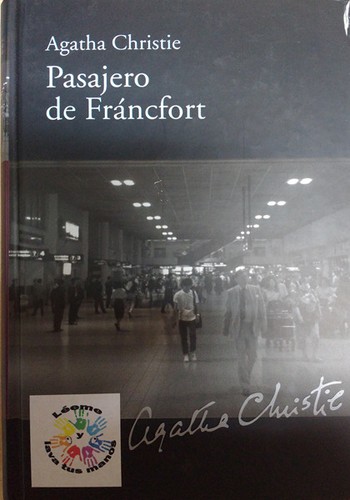 Agatha Christie
Pasajero
de Fráncfort
Agatha Christie
Léeme
y
lava tus manos